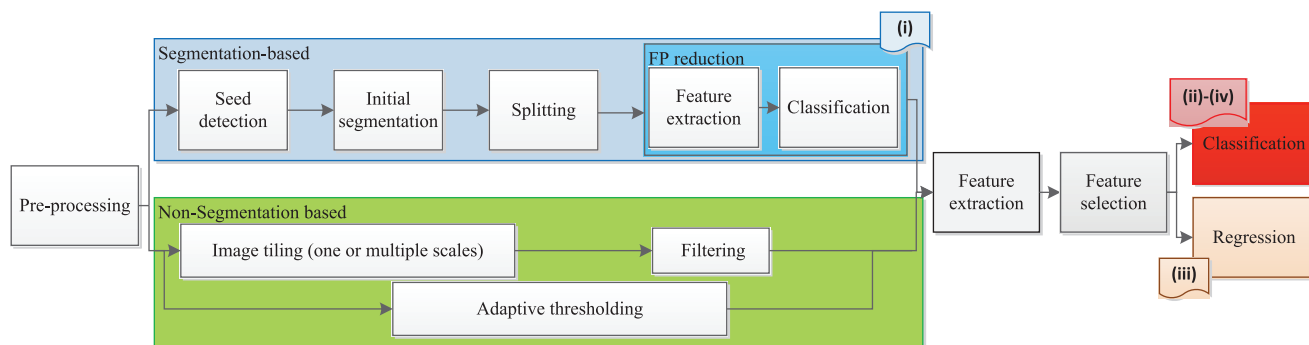 (i)
Segmentation-based
FP reduction
Seed
detection
Initial
segmentation
Splitting
Feature
extraction
Classification
(ii)-(iv)
Classification
Pre-processing
Feature
extraction
Feature
selection
Non-Segmentation based
Image tiling (one or multiple scales)
Filtering
Adaptive thresholding
Regression
(iii)